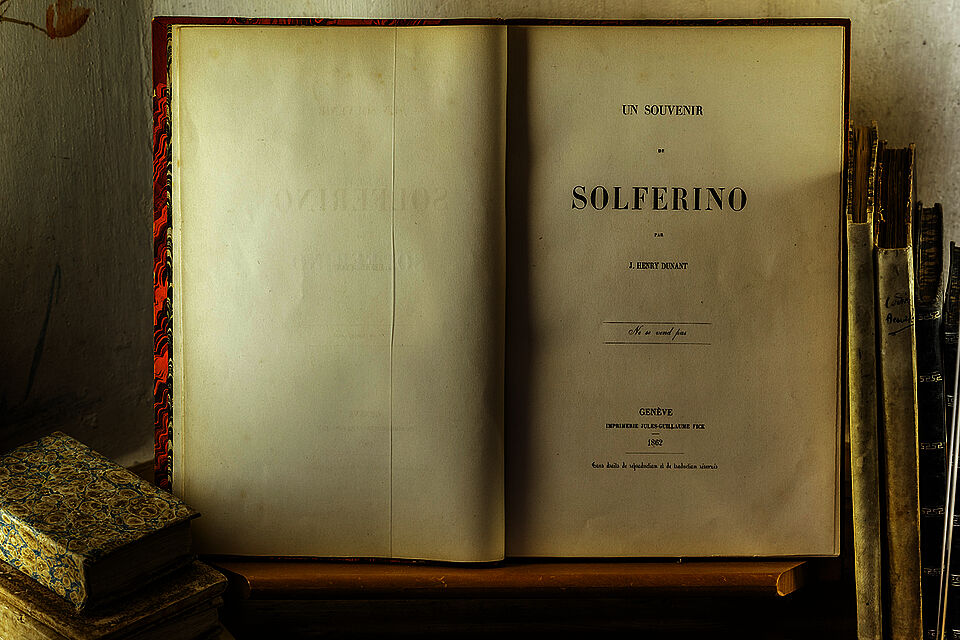 UN SOUVENIR
DE
SOLFERINO
PAR
J. HENRY DUNANT
Ne se vend pas
GENÈVE
IMPRIMERIE JULES-GUILLAUME FICK
1862
Tous droits de reproduction et de traduction réservés